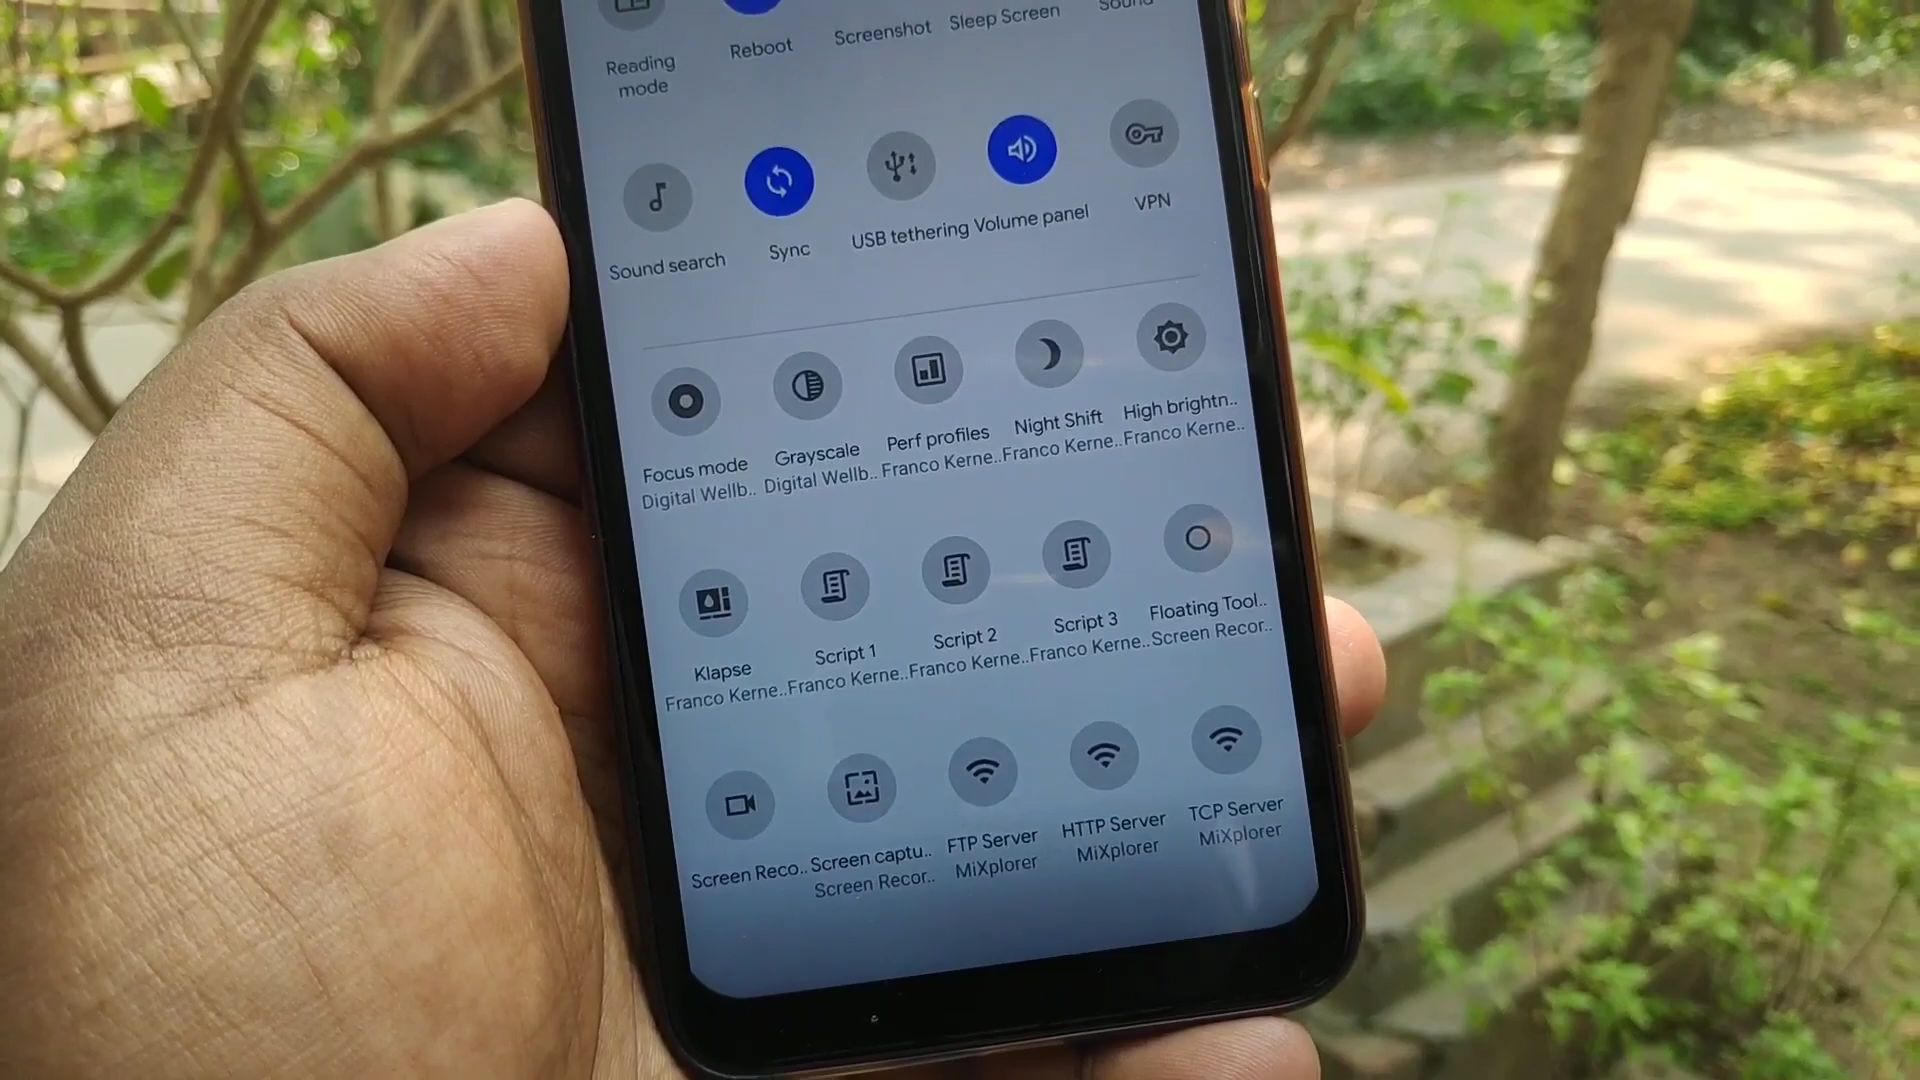 Reading mode
Reboot
Screenshot
Sleep Screen
Sound
Sound search
Sync
USB tethering
Volume panel
VPN
Focus mode
Digital Wellb..
Grayscale
Digital Wellb..
Perf profiles
Franco Kerne..
Night Shift
Franco Kerne..
High brightn..
Franco Kerne..
Klapse
Franco Kerne..
Script 1
Franco Kerne..
Script 2
Franco Kerne..
Script 3
Franco Kerne..
Floating Tool..
Screen Recor..
Screen Reco..
Screen captu..
Screen Recor..
FTP Server
MiXplorer
HTTP Server
MiXplorer
TCP Server
MiXplorer